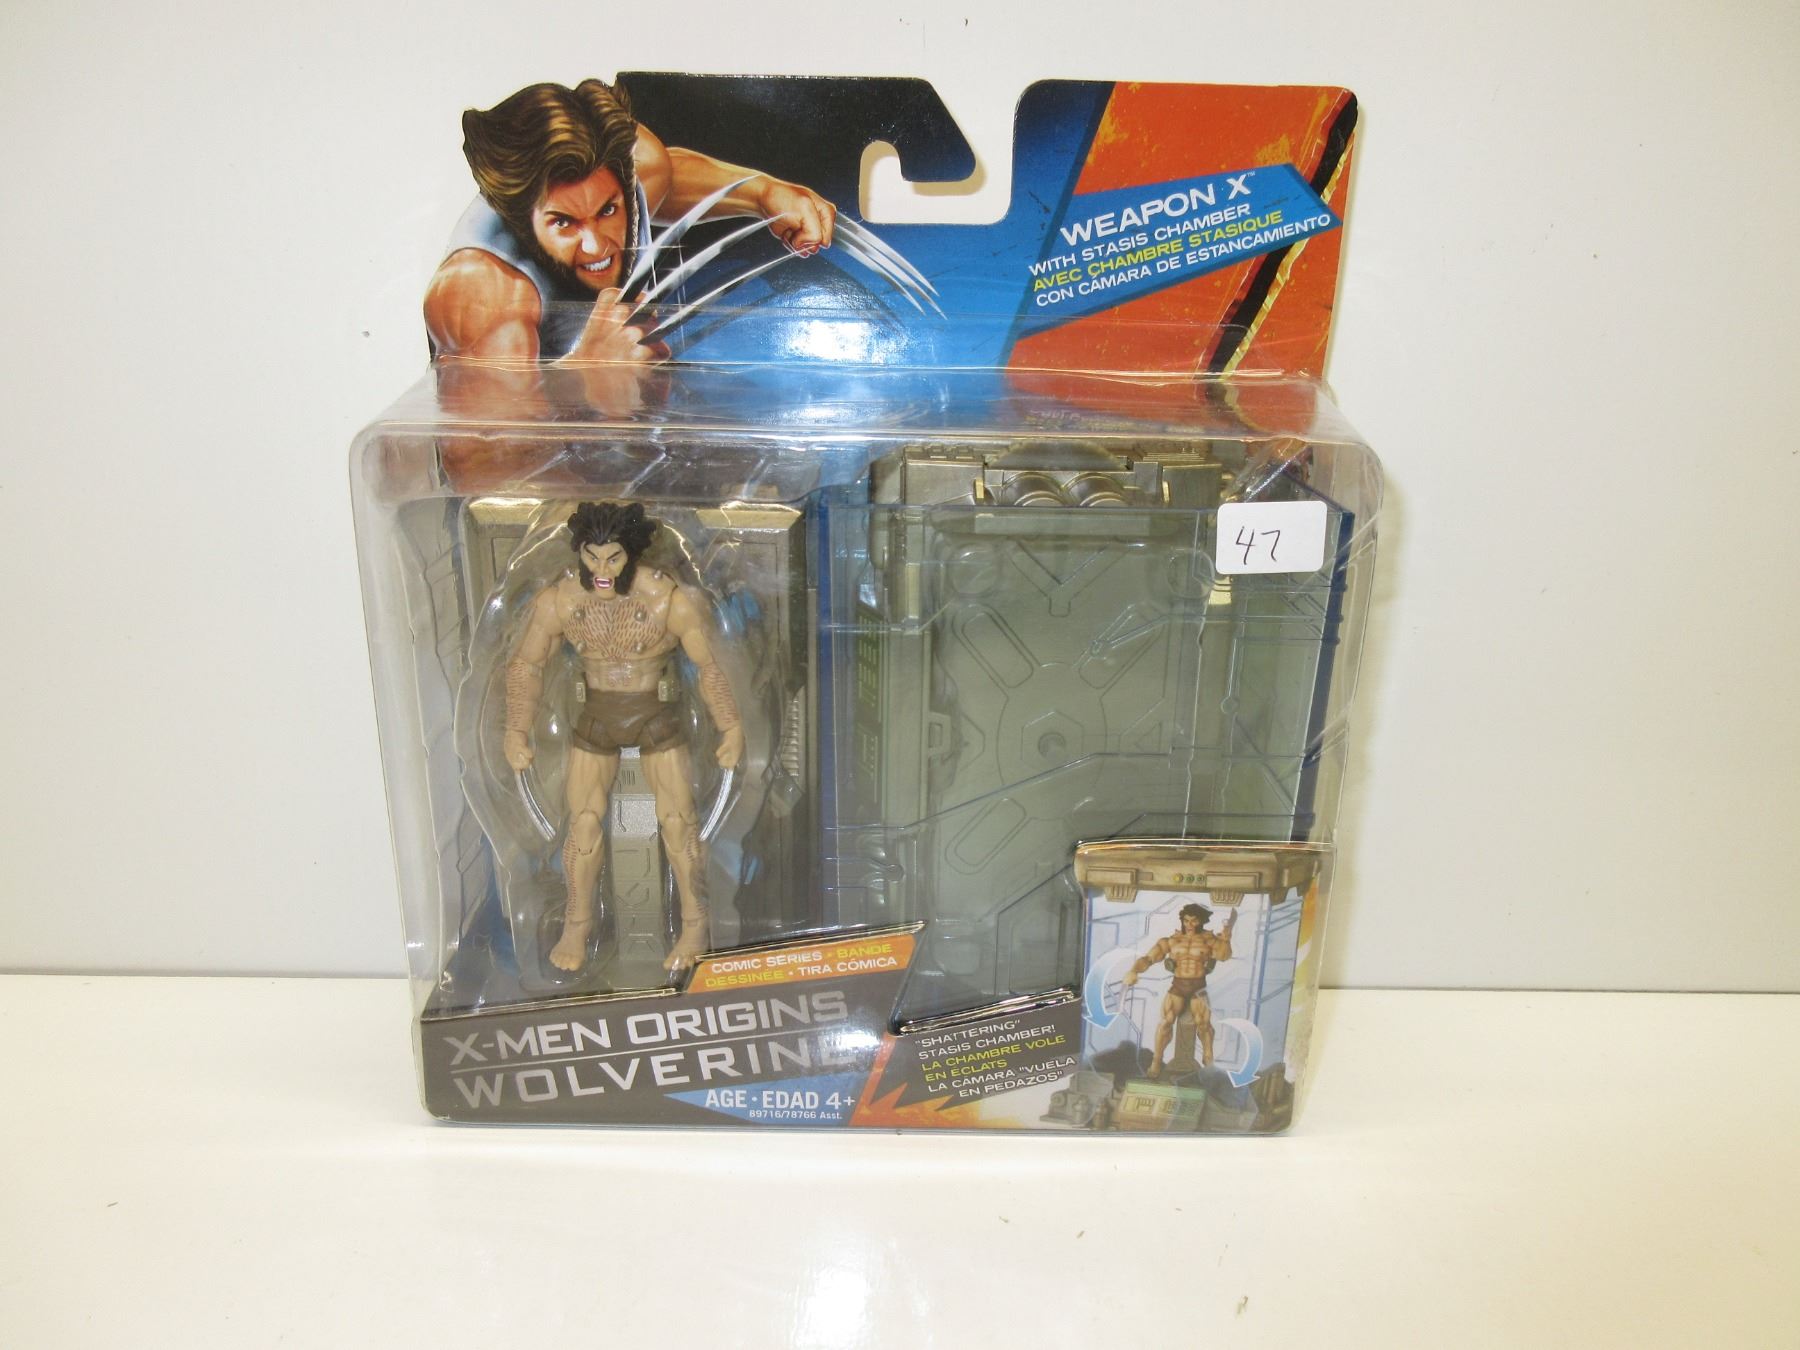 WEAPON X™
WITH STASIS CHAMBER
AVEC CHAMBRE STASIQUE
CON CÁMARA DE ESTANCAMIENTO
47
COMIC SERIES • BANDE
DESSINÉE • TIRA CÓMICA
X-MEN ORIGINS
WOLVERINE
AGE • EDAD 4+
89716/78766 Asst.
"SHATTERING"
STASIS CHAMBER!
LA CHAMBRE VOLE
EN ÉCLATS
LA CÁMARA "VUELA
EN PEDAZOS"